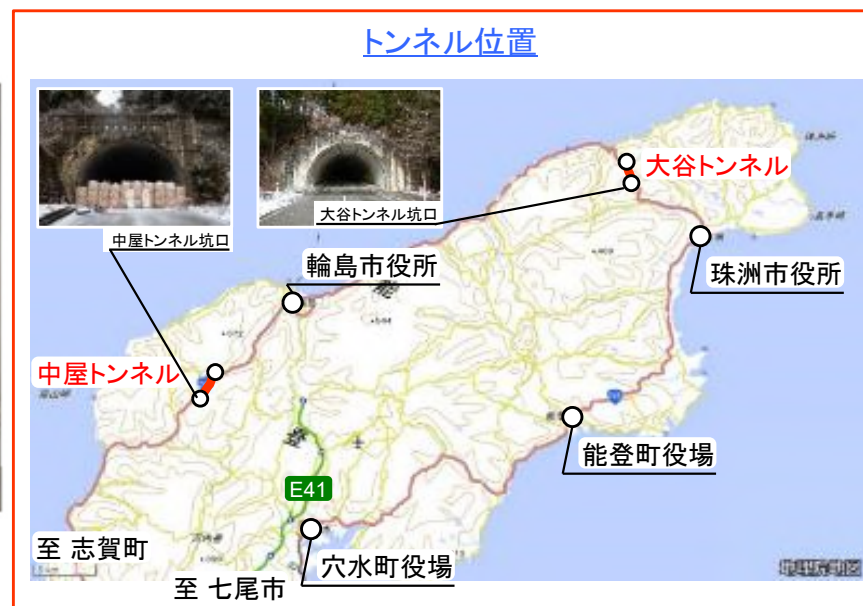 トンネル位置
大谷トンネル
大谷トンネル坑口
中屋トンネル坑口
輪島市役所
珠洲市役所
中屋トンネル
能登町役場
E41
穴水町役場
至 志賀町
至 七尾市